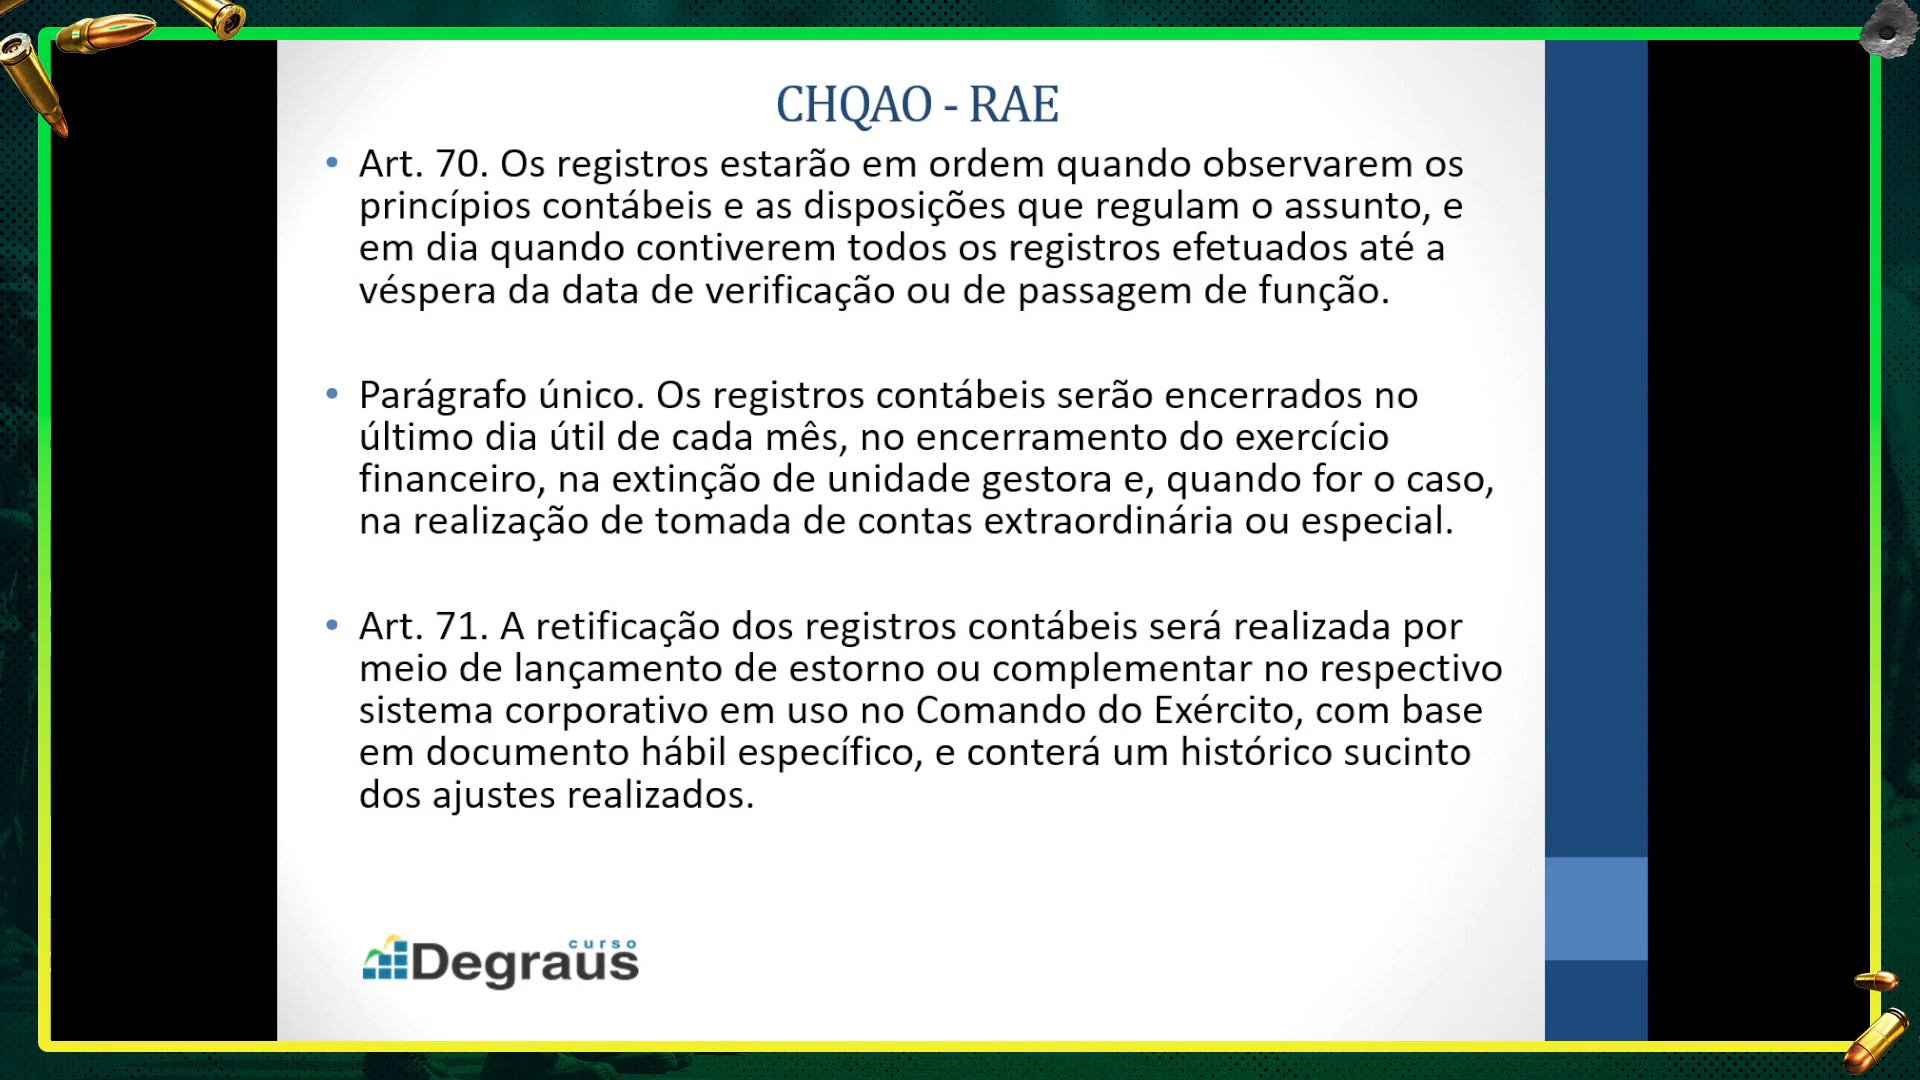 CHQAO - RAE
• Art. 70. Os registros estarão em ordem quando observarem os
princípios contábeis e as disposições que regulam o assunto, e
em dia quando contiverem todos os registros efetuados até a
véspera da data de verificação ou de passagem de função.
• Parágrafo único. Os registros contábeis serão encerrados no
último dia útil de cada mês, no encerramento do exercício
financeiro, na extinção de unidade gestora e, quando for o caso,
na realização de tomada de contas extraordinária ou especial.
• Art. 71. A retificação dos registros contábeis será realizada por
meio de lançamento de estorno ou complementar no respectivo
sistema corporativo em uso no Comando do Exército, com base
em documento hábil específico, e conterá um histórico sucinto
dos ajustes realizados.
curso
Degraus